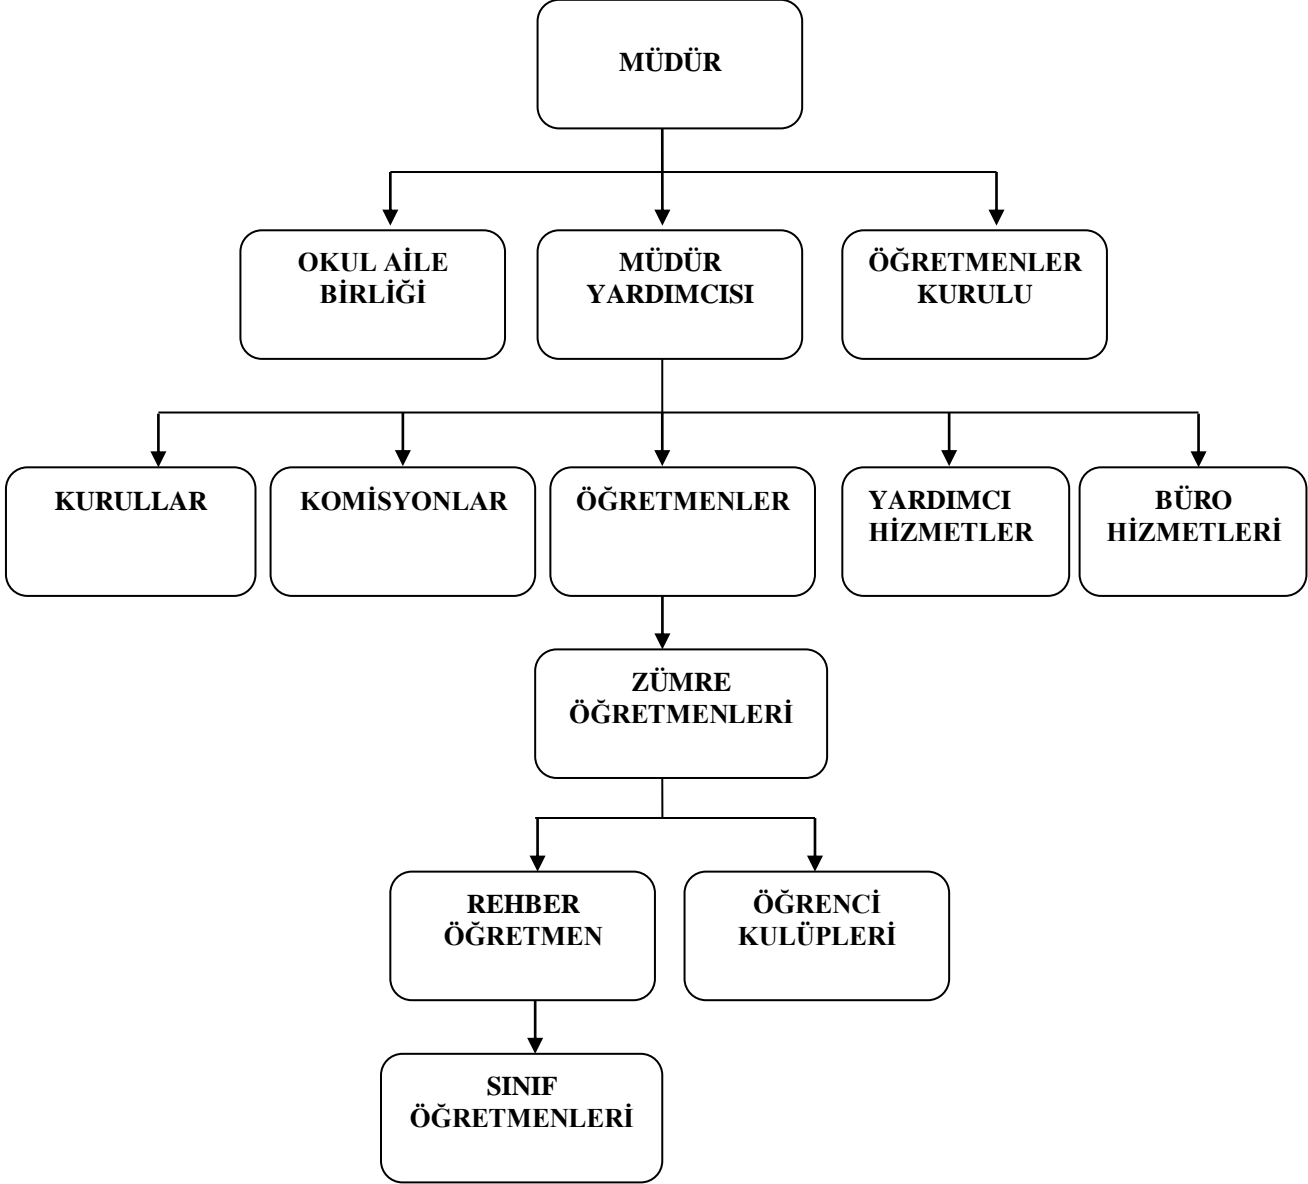 MÜDÜR
OKUL AİLE
BİRLİĞİ
MÜDÜR
YARDIMCISI
ÖĞRETMENLER
KURULU
KURULLAR
KOMİSYONLAR
ÖĞRETMENLER
YARDIMCI
HİZMETLER
BÜRO
HİZMETLERİ
ZÜMRE
ÖĞRETMENLERİ
REHBER
ÖĞRETMEN
ÖĞRENCİ
KULÜPLERİ
SINIF
ÖĞRETMENLERİ